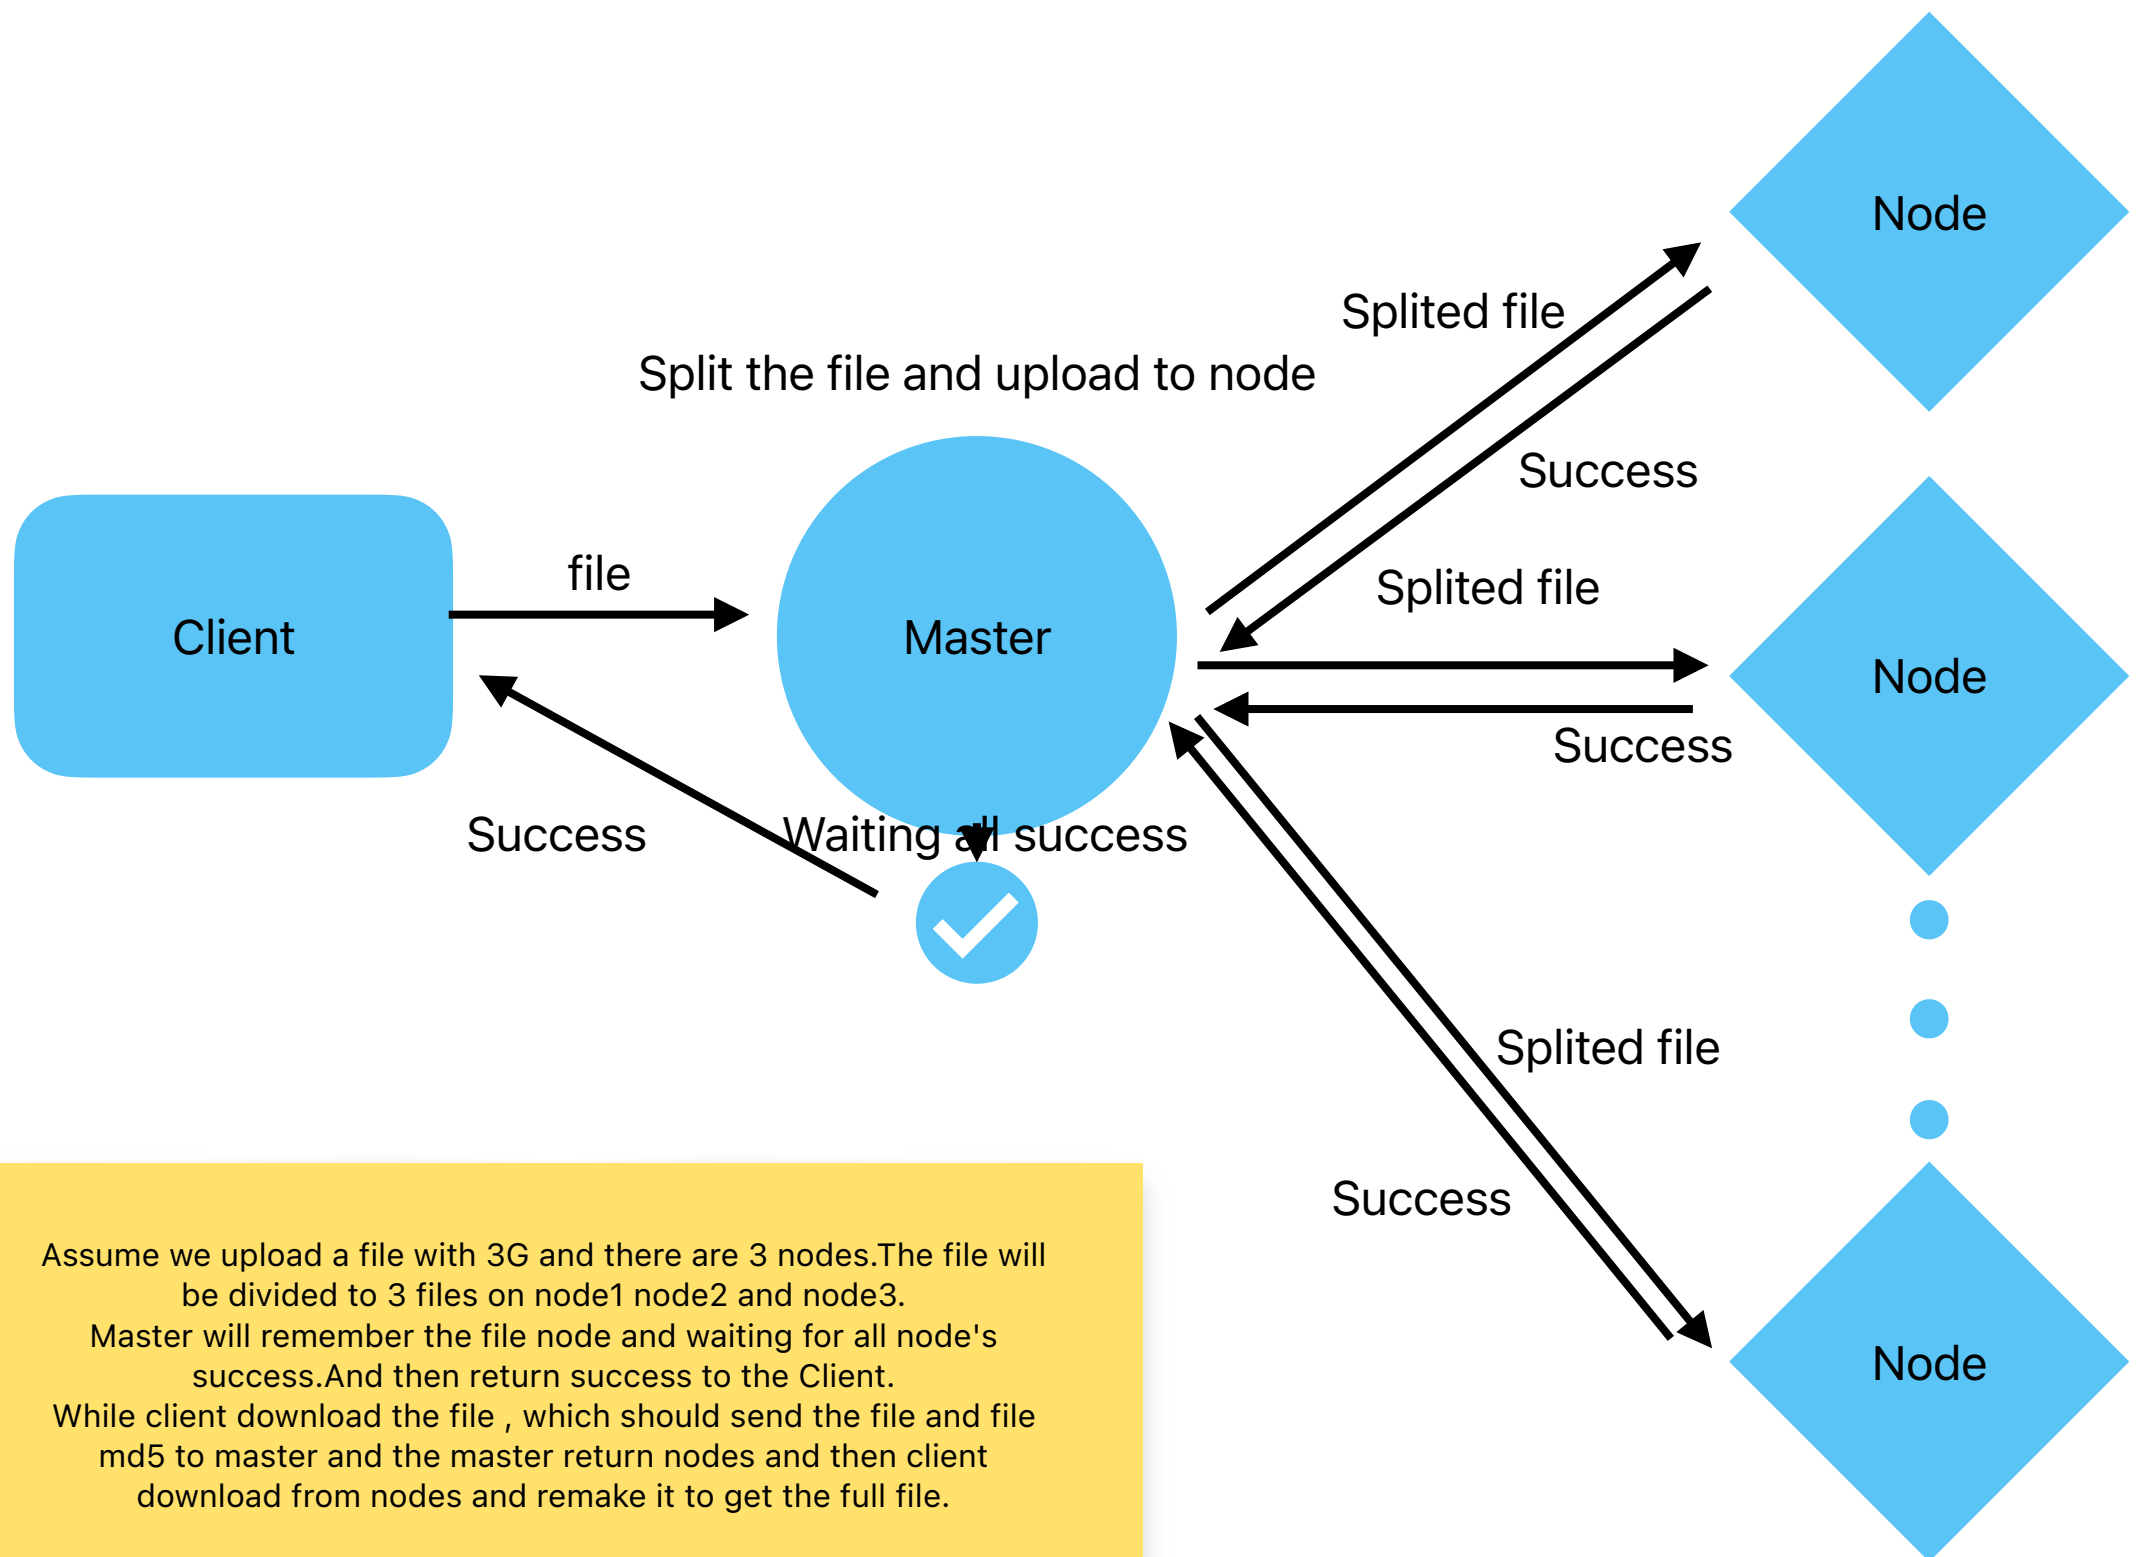 Node
Splited file
Split the file and upload to node
Success
file
Splited file
Client
Master
Node
Success
Success
Waiting all success
Splited file
Success
Node
Assume we upload a file with 3G and there are 3 nodes.The file will
be divided to 3 files on node1 node2 and node3.
Master will remember the file node and waiting for all node's
success.And then return success to the Client.
While client download the file , which should send the file and file
md5 to master and the master return nodes and then client
download from nodes and remake it to get the full file.